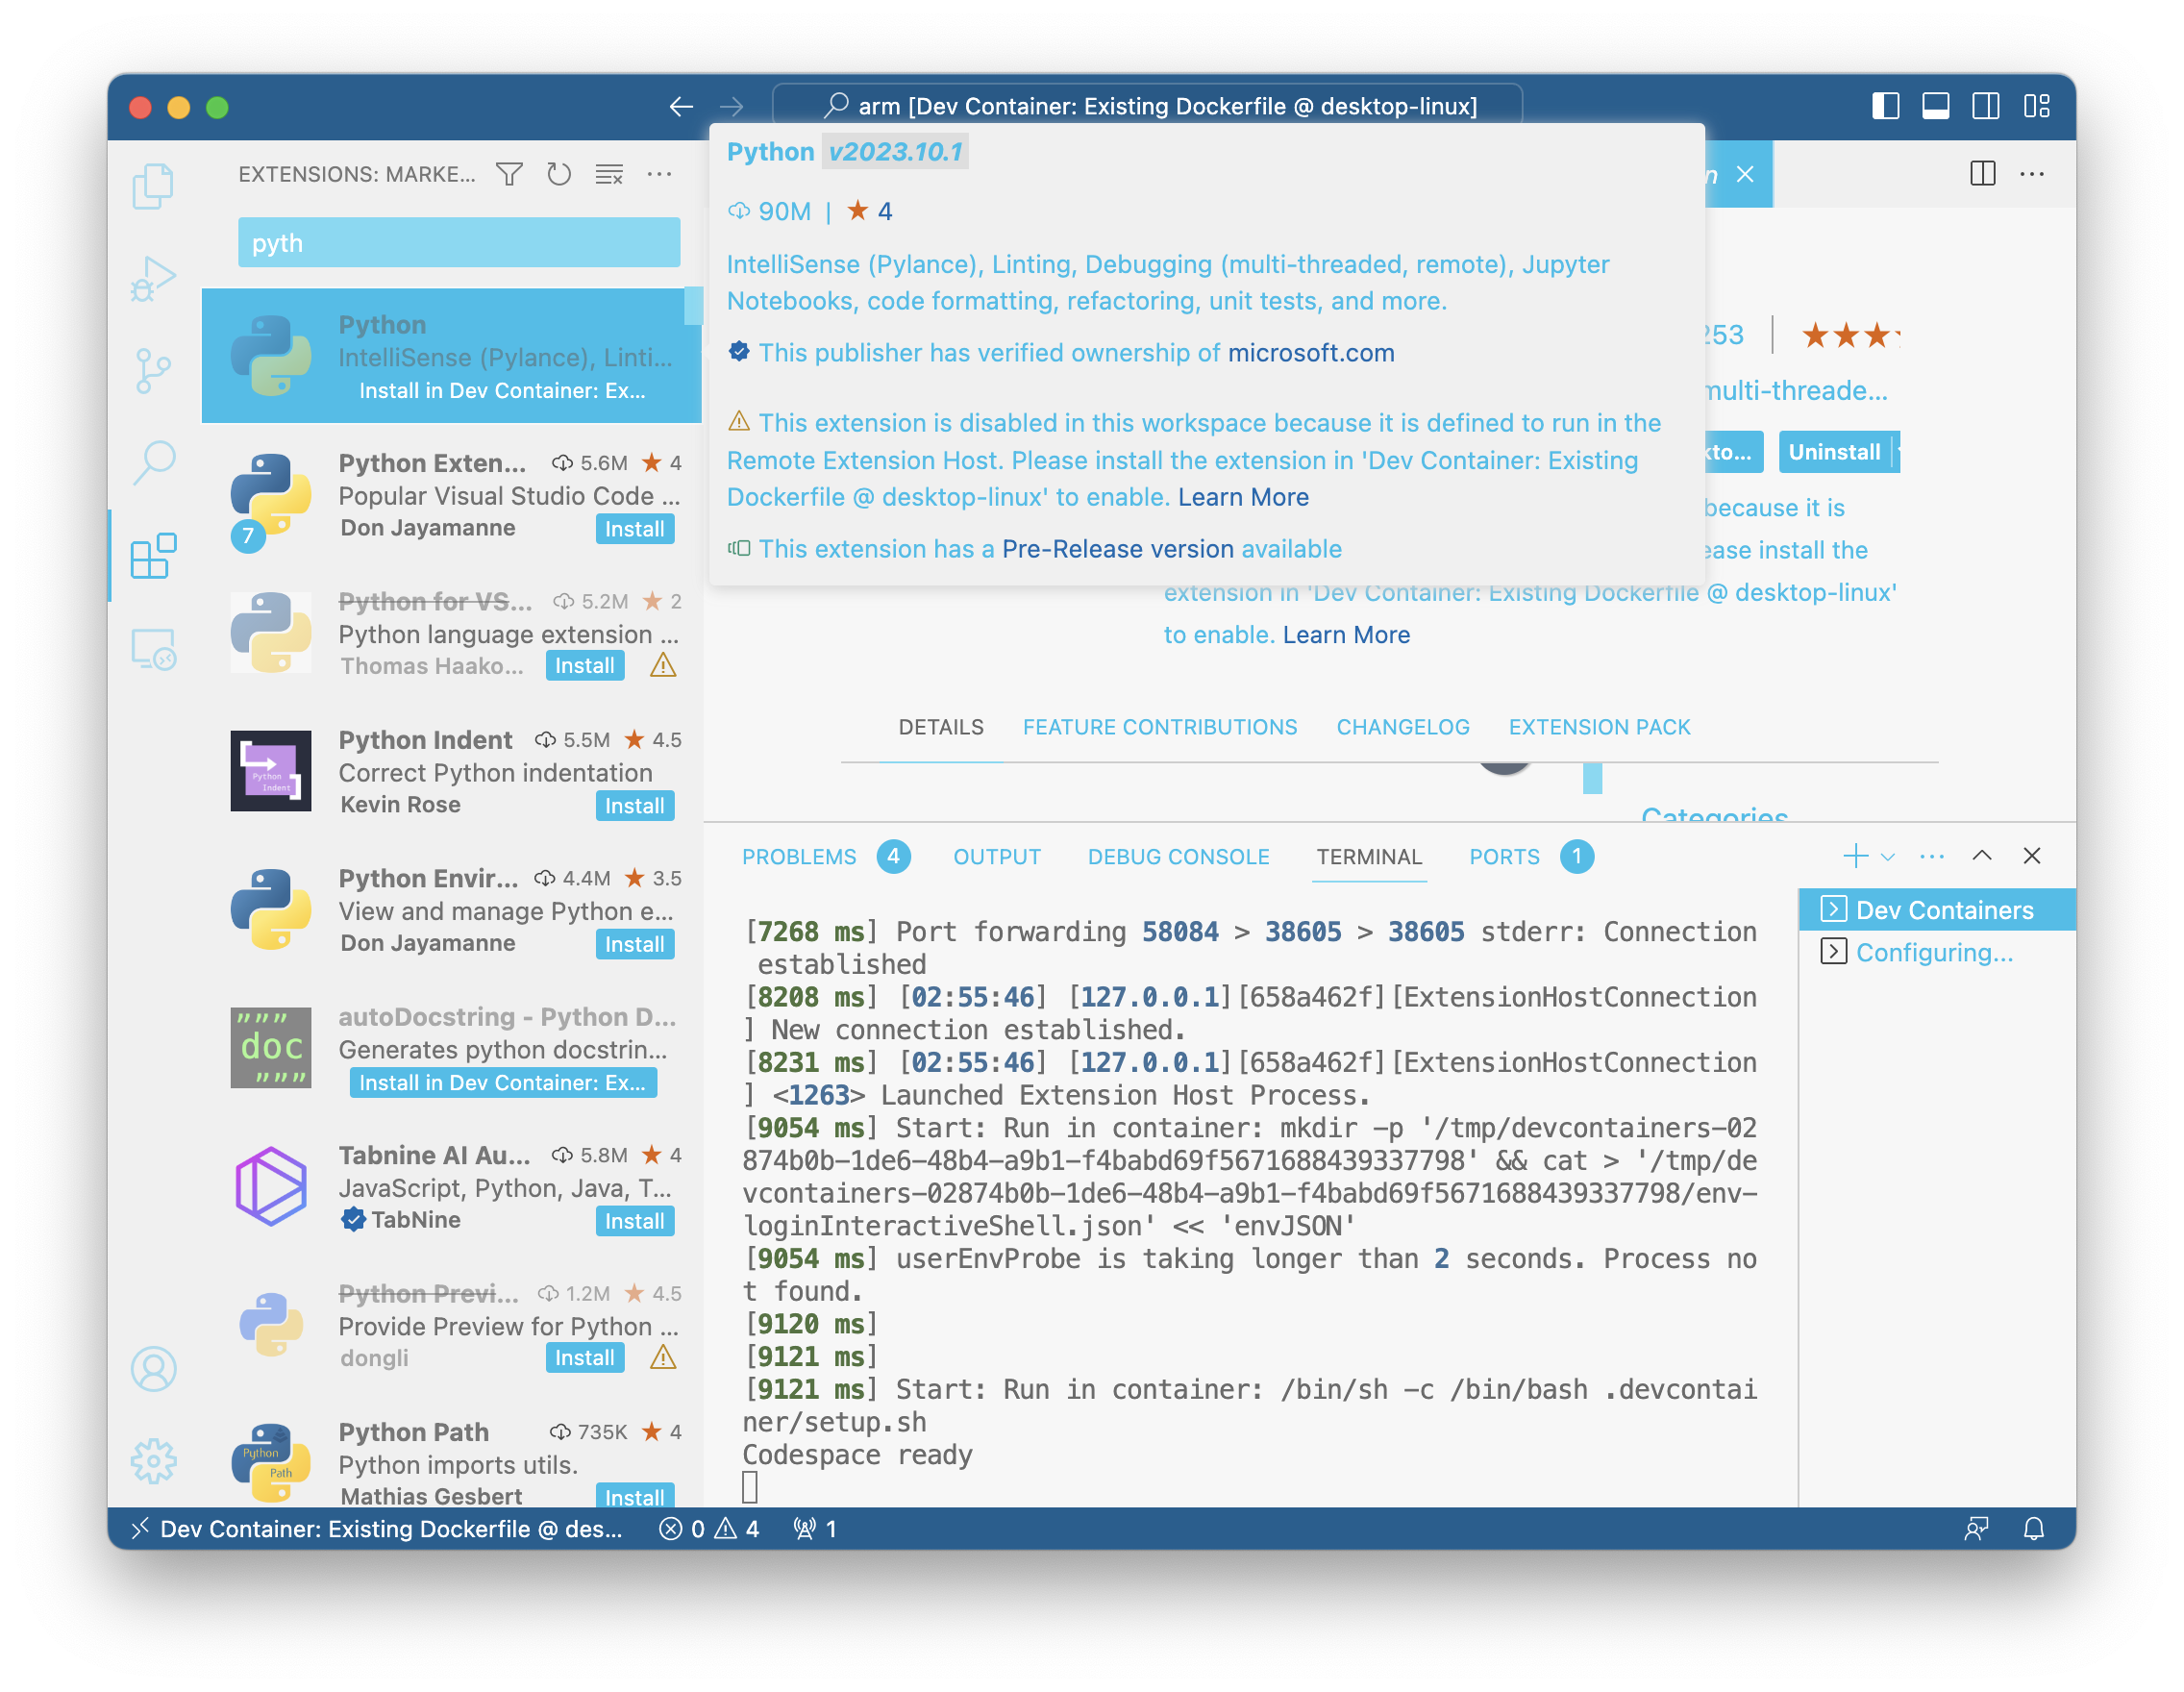 arm [Dev Container: Existing Dockerfile @ desktop-linux]
EXTENSIONS: MARKE...
pyth
Python
IntelliSense (Pylance), Linti...
Install in Dev Container: Ex...
Python Exten... 5.6M ★ 4
Popular Visual Studio Code ...
Don Jayamanne Install
7
Python for VS... 5.2M ★ 2
Python language extension ...
Thomas Haako... Install
Python Indent 5.5M ★ 4.5
Correct Python indentation
Kevin Rose Install
Python
Indent
Python Envir... 4.4M ★ 3.5
View and manage Python e...
Don Jayamanne Install
autoDocstring - Python D...
Generates python docstrin...
Install in Dev Container: Ex...
"""
doc
"""
Tabnine AI Au... 5.8M ★ 4
JavaScript, Python, Java, T...
TabNine Install
Python Previ... 1.2M ★ 4.5
Provide Preview for Python ...
dongli Install
Python Path 735K ★ 4
Python imports utils.
Mathias Gesbert Install
Python
Path
Python v2023.10.1
90M | ★ 4
IntelliSense (Pylance), Linting, Debugging (multi-threaded, remote), Jupyter
Notebooks, code formatting, refactoring, unit tests, and more.
This publisher has verified ownership of microsoft.com
This extension is disabled in this workspace because it is defined to run in the
Remote Extension Host. Please install the extension in 'Dev Container: Existing
Dockerfile @ desktop-linux' to enable. Learn More
This extension has a Pre-Release version available
n
253 ★★★
multi-threade...
kto... Uninstall
because it is
ease install the
extension in 'Dev Container: Existing Dockerfile @ desktop-linux'
to enable. Learn More
DETAILS FEATURE CONTRIBUTIONS CHANGELOG EXTENSION PACK
Categories
PROBLEMS 4 OUTPUT DEBUG CONSOLE TERMINAL PORTS 1
[7268 ms] Port forwarding 58084 > 38605 > 38605 stderr: Connection
established
[8208 ms] [02:55:46] [127.0.0.1][658a462f][ExtensionHostConnection
] New connection established.
[8231 ms] [02:55:46] [127.0.0.1][658a462f][ExtensionHostConnection
] <1263> Launched Extension Host Process.
[9054 ms] Start: Run in container: mkdir -p '/tmp/devcontainers-02
874b0b-1de6-48b4-a9b1-f4babd69f5671688439337798' && cat > '/tmp/de
vcontainers-02874b0b-1de6-48b4-a9b1-f4babd69f5671688439337798/env-
loginInteractiveShell.json' << 'envJSON'
[9054 ms] userEnvProbe is taking longer than 2 seconds. Process no
t found.
[9120 ms]
[9121 ms]
[9121 ms] Start: Run in container: /bin/sh -c /bin/bash .devcontai
ner/setup.sh
Codespace ready
Dev Containers
Configuring...
Dev Container: Existing Dockerfile @ des... 0 4 1